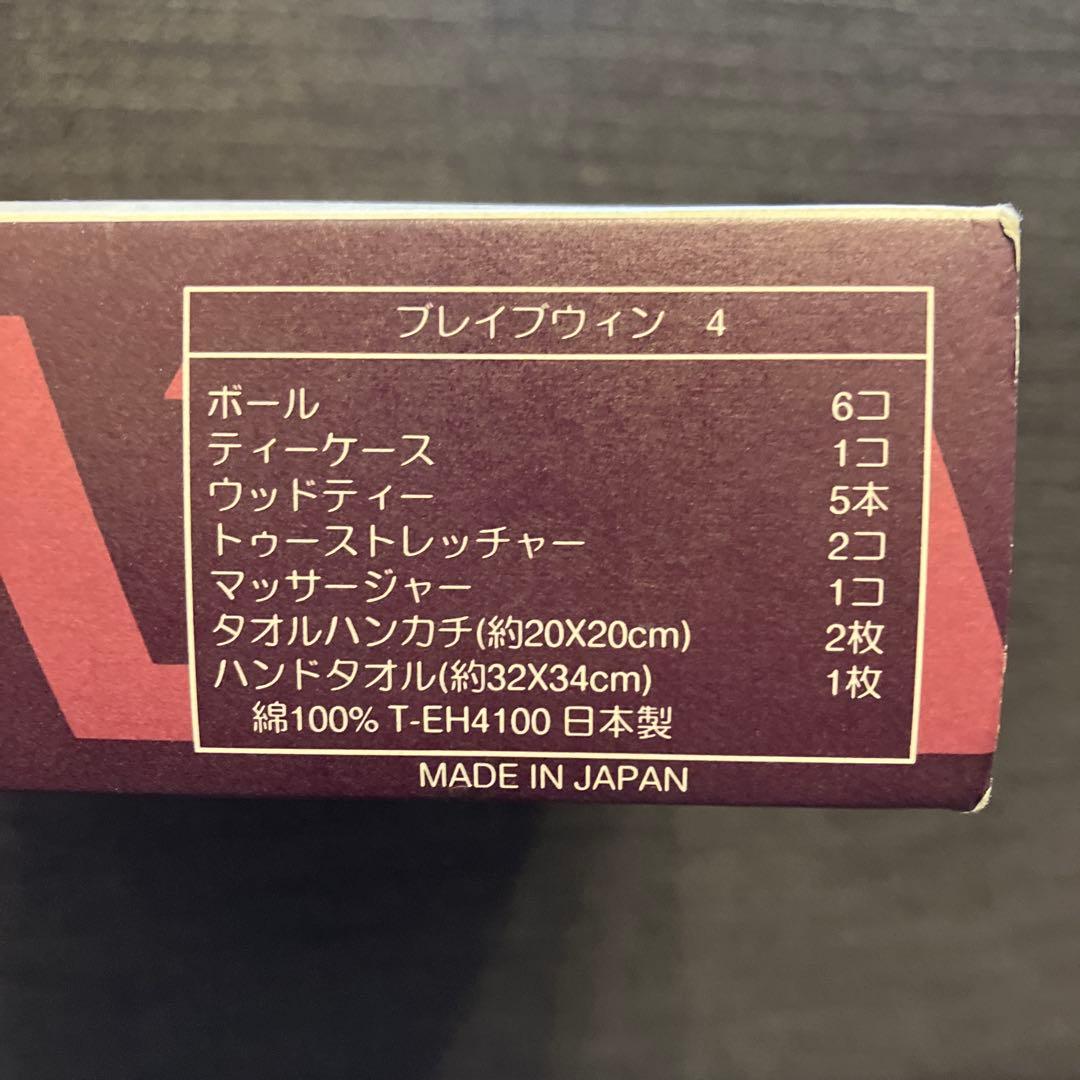 ブレイブウィン 4
ボール 6コ
ティーケース 1コ
ウッドティー 5本
トゥーストレッチャー 2コ
マッサージャー 1コ
タオルハンカチ(約20X20cm) 2枚
ハンドタオル(約32X34cm) 1枚
綿100% T-EH4100 日本製
MADE IN JAPAN